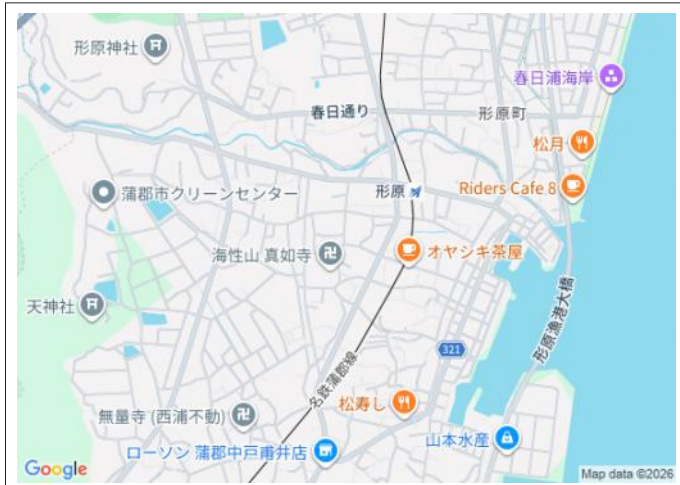 形原神社
春日浦海岸
春日通り
形原町
松月
形原
Riders Cafe 8
蒲郡市クリーンセンター
海性山 真如寺
オヤシキ茶屋
天神社
形原漁港大橋
321
名鉄蒲郡線
松寿し
無量寺 (西浦不動)
山本水産
ローソン 蒲郡中戸甫井店
Google
Map data ©2026